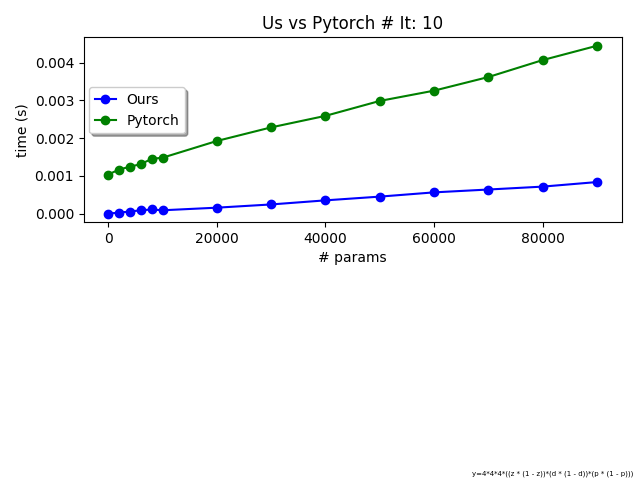 Us vs Pytorch # It: 10
0.004
0.003
0.002
0.001
0.000
time (s)
Ours
Pytorch
0 20000 40000 60000 80000
# params
y=4*4*4*((z * (1 - z))*(d * (1 - d))*(p * (1 - p)))